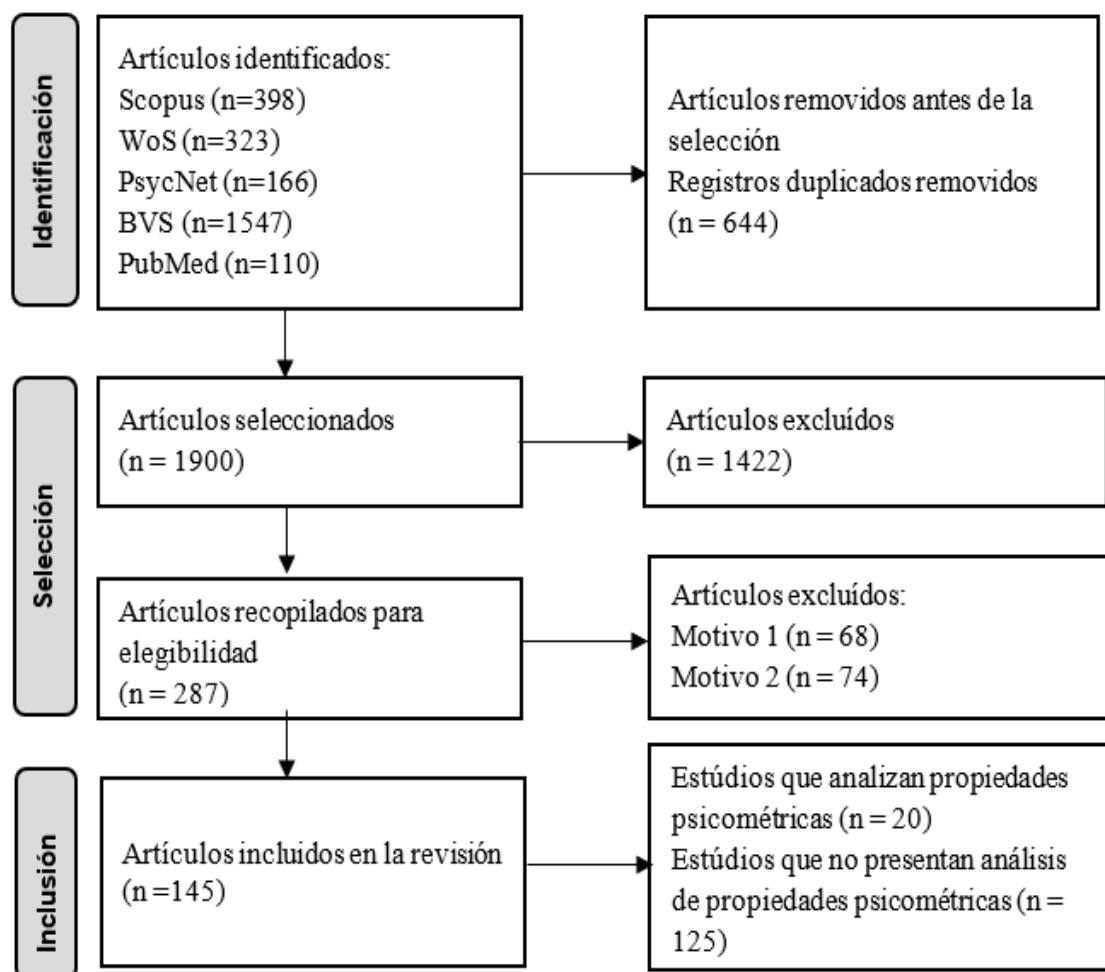 Identificación
Artículos identificados:
Scopus (n=398)
WoS (n=323)
PsycNet (n=166)
BVS (n=1547)
PubMed (n=110)
Artículos removidos antes de la
selección
Registros duplicados removidos
(n = 644)
Selección
Artículos seleccionados
(n = 1900)
Artículos excluídos
(n = 1422)
Artículos recopilados para
elegibilidad
(n = 287)
Artículos excluídos:
Motivo 1 (n = 68)
Motivo 2 (n = 74)
Inclusión
Artículos incluidos en la revisión
(n =145)
Estúdios que analizan propiedades
psicométricas (n = 20)
Estúdios que no presentan análisis
de propiedades psicométricas (n =
125)